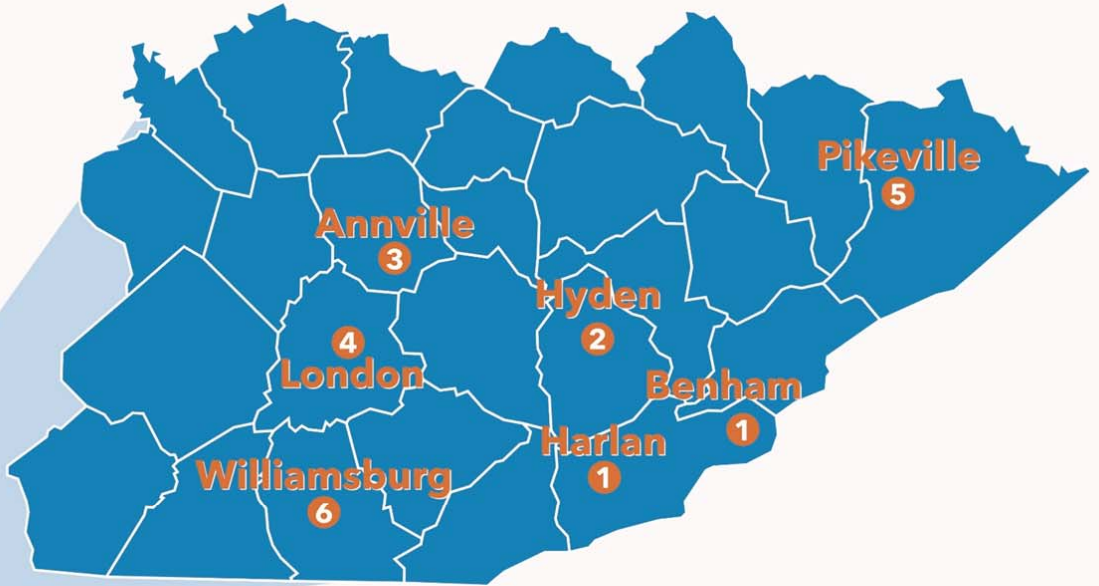 Pikeville
5
Annville
3
Hyden
2
4
London
Benham
1
Harlan
1
Williamsburg
6